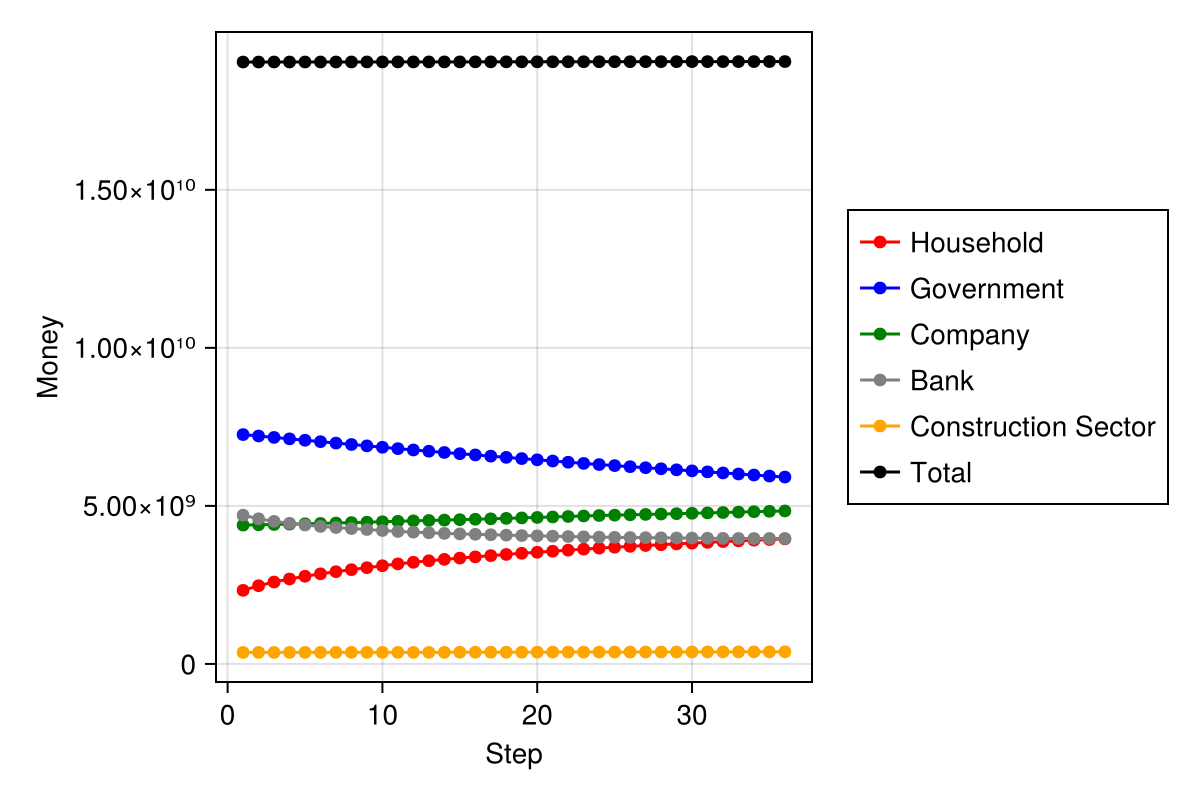 Money
1.50×10¹⁰
1.00×10¹⁰
5.00×10⁹
0
0 10 20 30
Step
Household
Government
Company
Bank
Construction Sector
Total